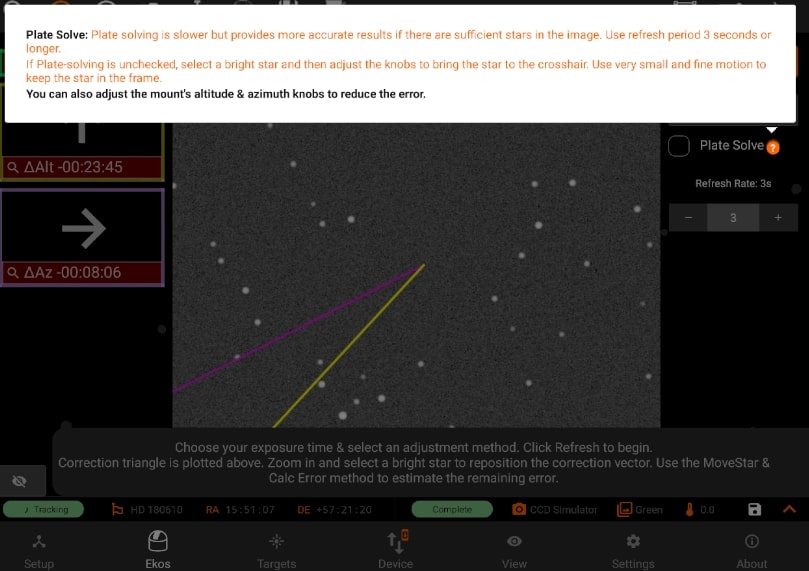 Plate Solve: Plate solving is slower but provides more accurate results if there are sufficient stars in the image. Use refresh period 3 seconds or
longer.
If Plate-solving is unchecked, select a bright star and then adjust the knobs to bring the star to the crosshair. Use very small and fine motion to
keep the star in the frame.
You can also adjust the mount's altitude & azimuth knobs to reduce the error.
Plate Solve ?
ΔAlt -00:23:45
Refresh Rate: 3s
− 3 +
ΔAz -00:08:06
Choose your exposure time & select an adjustment method. Click Refresh to begin.
Correction triangle is plotted above. Zoom in and select a bright star to reposition the correction vector. Use the MoveStar &
Calc Error method to estimate the remaining error.
Tracking HD 180610 RA 15:51:07 DE +57:21:20 Complete CCD Simulator Green 0.0
Setup Ekos Targets Device View Settings About